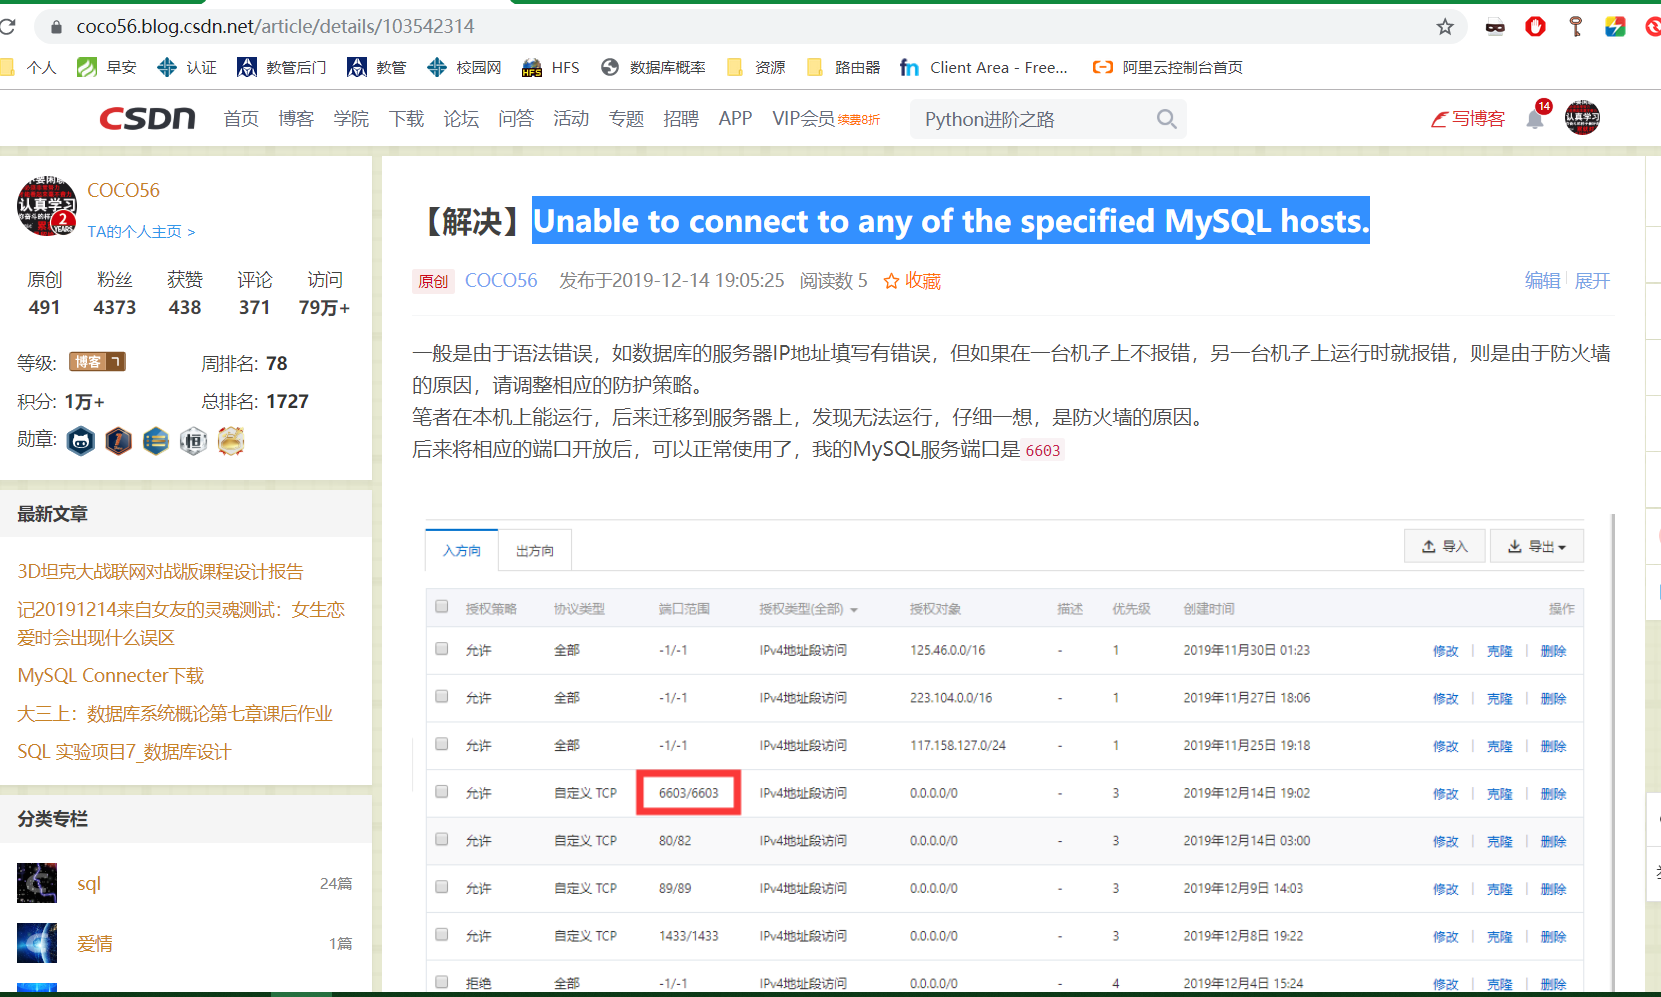 coco56.blog.csdn.net/article/details/103542314
个人 早安 认证 教管后门 教管 校园网 HFS 数据库概率 资源 路由器 Client Area - Free... 阿里云控制台首页
CSDN 首页 博客 学院 下载 论坛 问答 活动 专题 招聘 APP VIP会员 续费8折 Python进阶之路 写博客 14
认真学习
COCO56
TA的个人主页 >
原创 粉丝 获赞 评论 访问
491 4373 438 371 79万+
等级: 博客 7 周排名: 78
积分: 1万+ 总排名: 1727
勋章:
最新文章
3D坦克大战联网对战版课程设计报告
记20191214来自女友的灵魂测试：女生恋
爱时会出现什么误区
MySQL Connecter下载
大三上：数据库系统概论第七章课后作业
SQL 实验项目7_数据库设计
分类专栏
sql 24篇
爱情 1篇
【解决】Unable to connect to any of the specified MySQL hosts.
原创 COCO56 发布于2019-12-14 19:05:25 阅读数 5 收藏 编辑 展开
一般是由于语法错误，如数据库的服务器IP地址填写有错误，但如果在一台机子上不报错，另一台机子上运行时就报错，则是由于防火墙
的原因，请调整相应的防护策略。
笔者在本机上能运行，后来迁移到服务器上，发现无法运行，仔细一想，是防火墙的原因。
后来将相应的端口开放后，可以正常使用了，我的MySQL服务端口是 6603
入方向 出方向 导入 导出
授权策略 协议类型 端口范围 授权类型(全部) 授权对象 描述 优先级 创建时间 操作
允许 全部 -1/-1 IPv4地址段访问 125.46.0.0/16 - 1 2019年11月30日 01:23 修改 | 克隆 | 删除
允许 全部 -1/-1 IPv4地址段访问 223.104.0.0/16 - 1 2019年11月27日 18:06 修改 | 克隆 | 删除
允许 全部 -1/-1 IPv4地址段访问 117.158.127.0/24 - 1 2019年11月25日 19:18 修改 | 克隆 | 删除
允许 自定义 TCP 6603/6603 IPv4地址段访问 0.0.0.0/0 - 3 2019年12月14日 19:02 修改 | 克隆 | 删除
允许 自定义 TCP 80/82 IPv4地址段访问 0.0.0.0/0 - 3 2019年12月14日 03:00 修改 | 克隆 | 删除
允许 自定义 TCP 89/89 IPv4地址段访问 0.0.0.0/0 - 3 2019年12月9日 14:03 修改 | 克隆 | 删除
允许 自定义 TCP 1433/1433 IPv4地址段访问 0.0.0.0/0 - 3 2019年12月8日 19:22 修改 | 克隆 | 删除
拒绝 全部 -1/-1 IPv4地址段访问 0.0.0.0/0 - 4 2019年12月4日 15:24 修改 | 克隆 | 删除